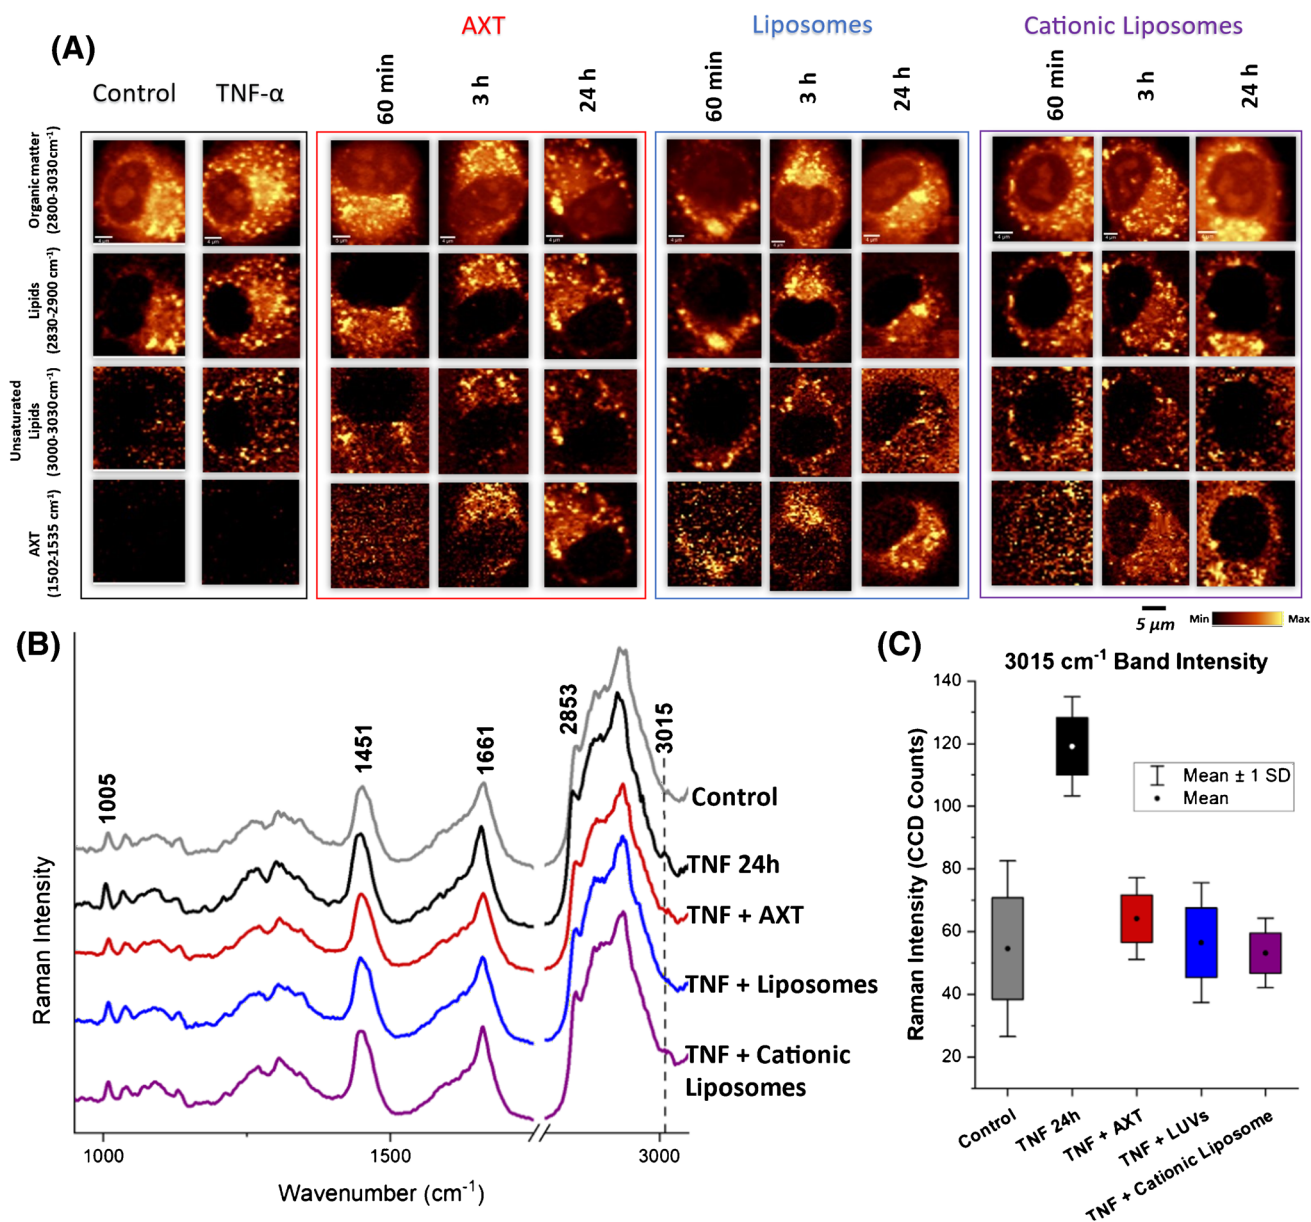 (A)
AXT
Liposomes
Cationic Liposomes
Control
TNF-α
60 min
3 h
24 h
60 min
3 h
24 h
60 min
3 h
24 h
Organic matter
(2800-3030 cm-1)
Lipids
(2830-2900 cm-1)
Unsaturated
Lipids
(3000-3030 cm-1)
AXT
(1502-1535 cm-1)
5 µm
Min
Max
(B)
1005
1451
1661
2853
3015
Control
TNF 24h
TNF + AXT
TNF + Liposomes
TNF + Cationic
Liposomes
Raman Intensity
1000
1500
3000
Wavenumber (cm-1)
(C)
3015 cm-1 Band Intensity
Raman Intensity (CCD Counts)
140
120
100
80
60
40
20
Mean ± 1 SD
Mean
Control
TNF 24h
TNF + AXT
TNF + LUVs
TNF + Cationic Liposome